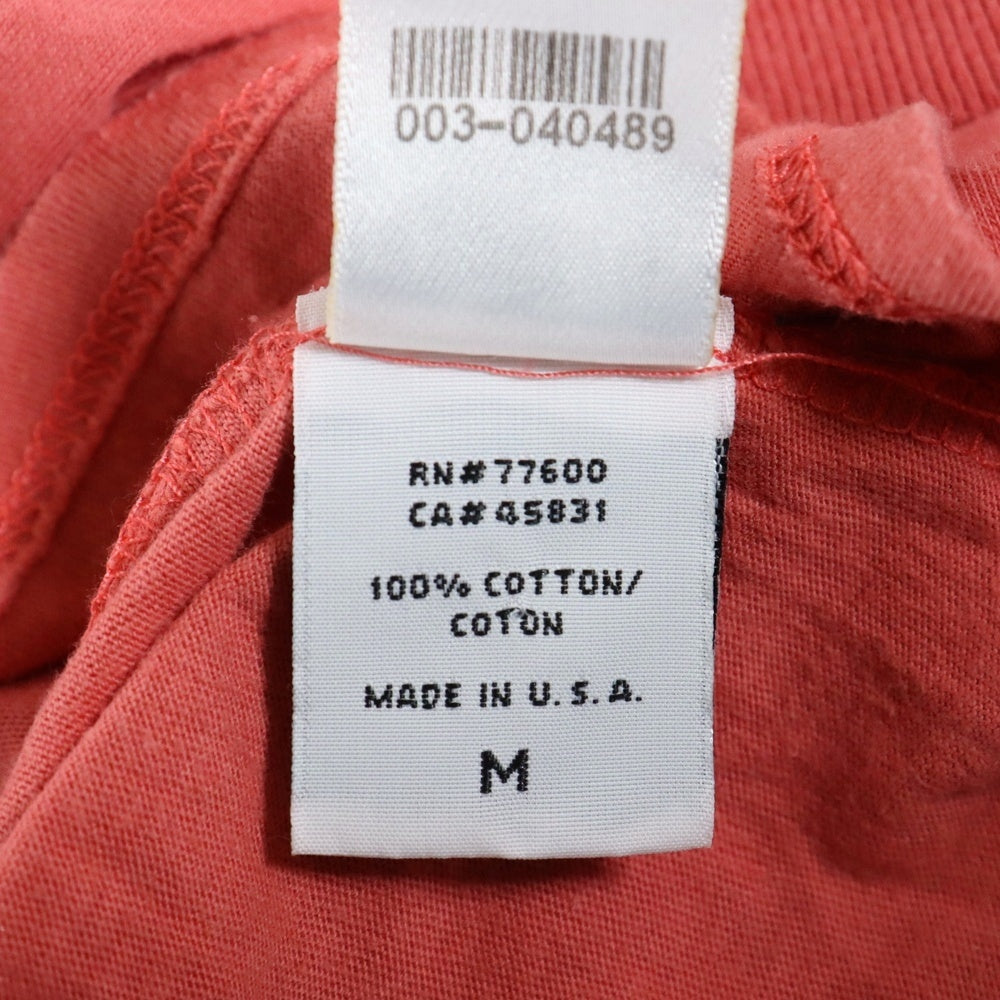 003-040489
RN#77600
CA#45831
100% COTTON/
COTON
MADE IN U.S.A.
M